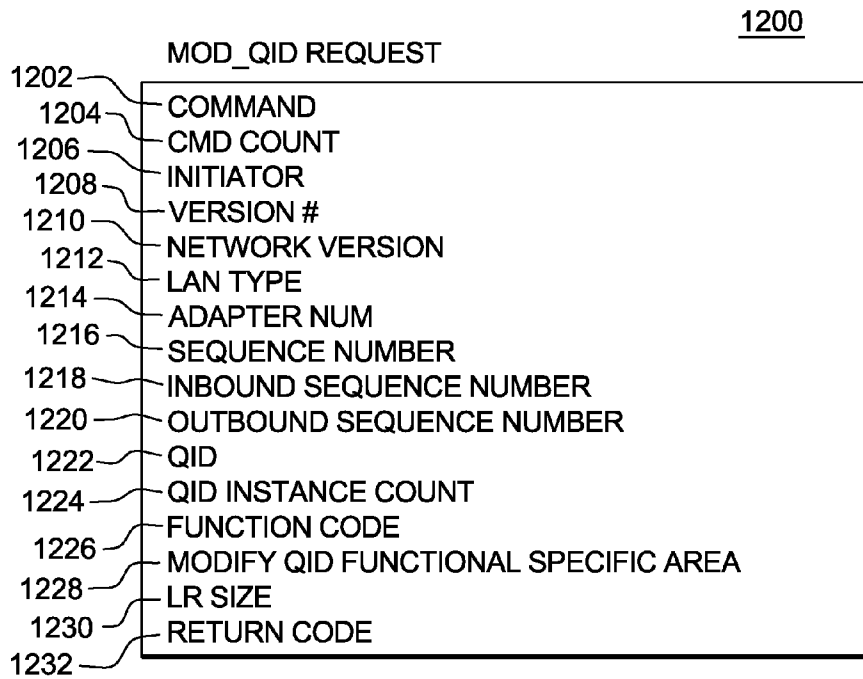 1200
MOD_QID REQUEST
1202 COMMAND
1204 CMD COUNT
1206 INITIATOR
1208 VERSION #
1210 NETWORK VERSION
1212 LAN TYPE
1214 ADAPTER NUM
1216 SEQUENCE NUMBER
1218 INBOUND SEQUENCE NUMBER
1220 OUTBOUND SEQUENCE NUMBER
1222 QID
1224 QID INSTANCE COUNT
1226 FUNCTION CODE
1228 MODIFY QID FUNCTIONAL SPECIFIC AREA
1230 LR SIZE
1232 RETURN CODE